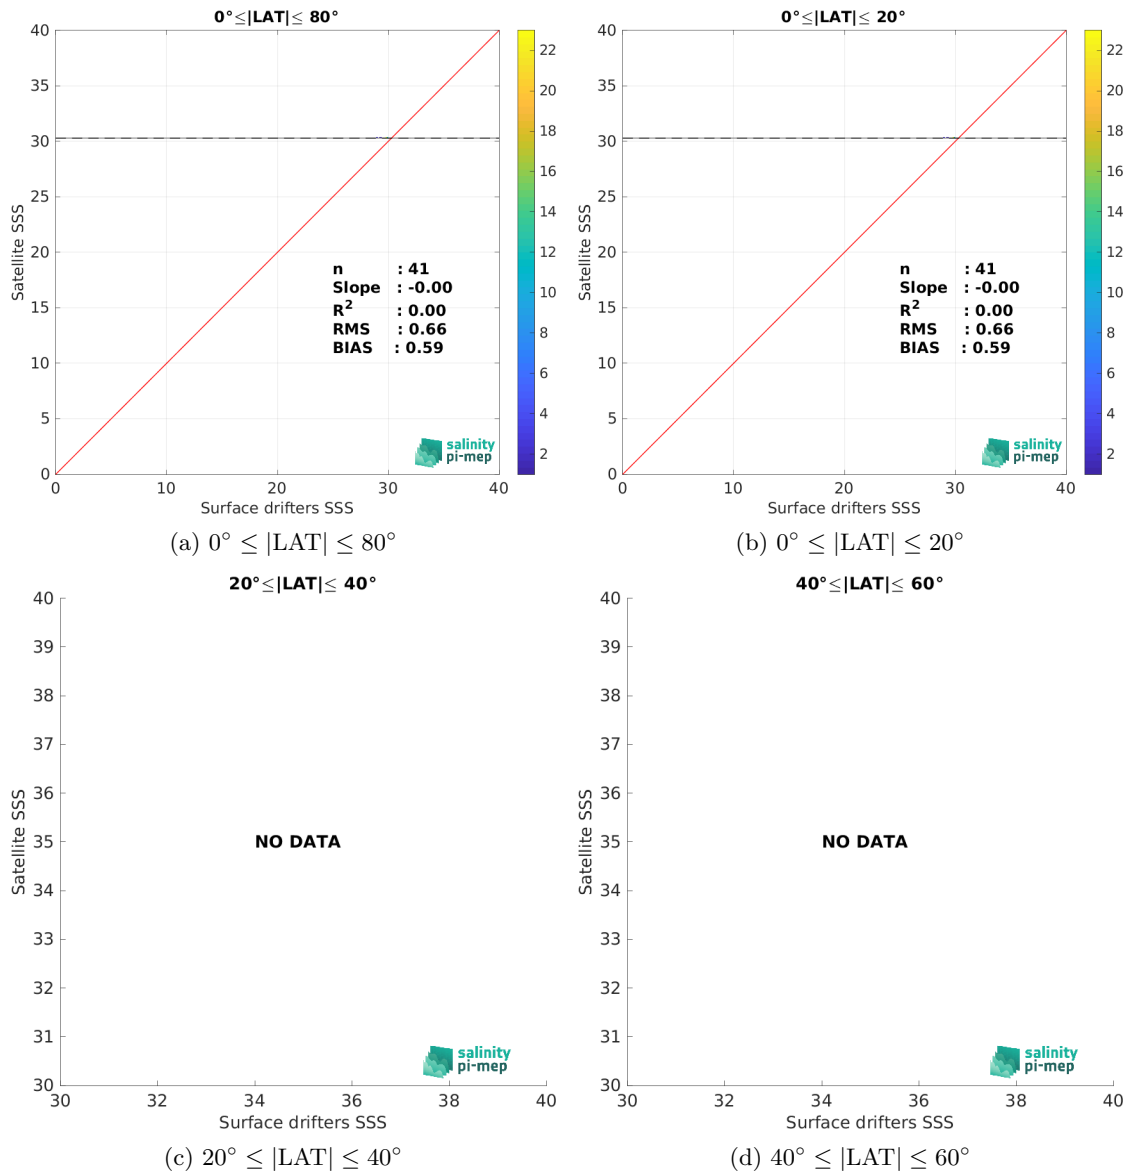 0°≤|LAT|≤ 80°
40
35
30
25
20
15
10
5
0
Satellite SSS
0
10
20
30
40
Surface drifters SSS
n : 41
Slope : -0.00
R² : 0.00
RMS : 0.66
BIAS : 0.59
salinity
pi-mep
22
20
18
16
14
12
10
8
6
4
2
(a) 0° ≤ |LAT| ≤ 80°
0°≤|LAT|≤ 20°
40
35
30
25
20
15
10
5
0
Satellite SSS
0
10
20
30
40
Surface drifters SSS
n : 41
Slope : -0.00
R² : 0.00
RMS : 0.66
BIAS : 0.59
salinity
pi-mep
22
20
18
16
14
12
10
8
6
4
2
(b) 0° ≤ |LAT| ≤ 20°
20°≤|LAT|≤ 40°
40
39
38
37
36
35
34
33
32
31
30
Satellite SSS
NO DATA
salinity
pi-mep
30
32
34
36
38
40
Surface drifters SSS
(c) 20° ≤ |LAT| ≤ 40°
40°≤|LAT|≤ 60°
40
39
38
37
36
35
34
33
32
31
30
Satellite SSS
NO DATA
salinity
pi-mep
30
32
34
36
38
40
Surface drifters SSS
(d) 40° ≤ |LAT| ≤ 60°